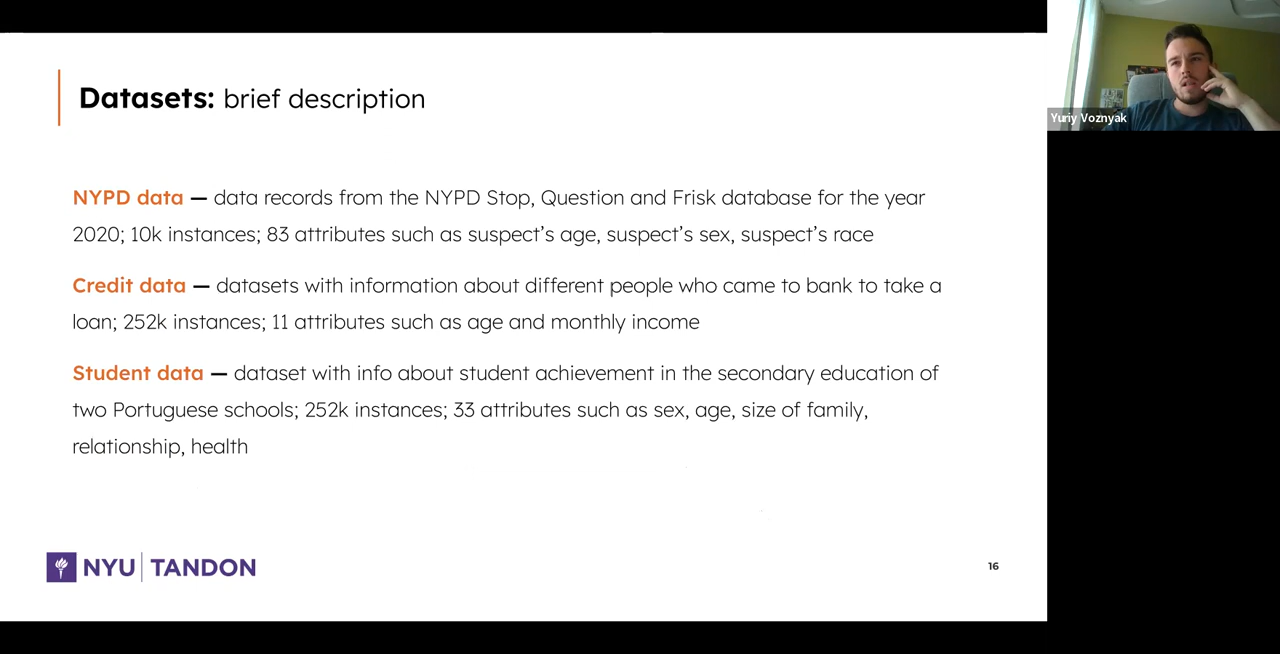 Datasets: brief description
Yuriy Voznyak
NYPD data — data records from the NYPD Stop, Question and Frisk database for the year
2020; 10k instances; 83 attributes such as suspect’s age, suspect’s sex, suspect’s race
Credit data — datasets with information about different people who came to bank to take a
loan; 252k instances; 11 attributes such as age and monthly income
Student data — dataset with info about student achievement in the secondary education of
two Portuguese schools; 252k instances; 33 attributes such as sex, age, size of family,
relationship, health
NYU TANDON
16